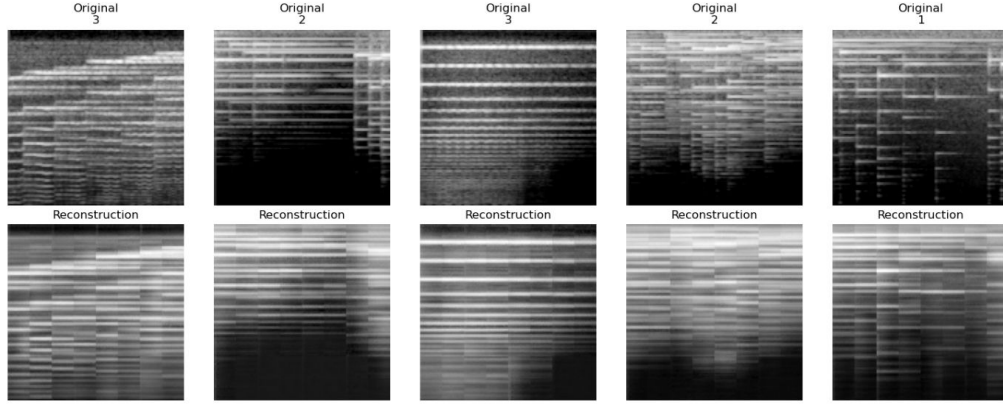 Original
3
Original
2
Original
3
Original
2
Original
1
Reconstruction
Reconstruction
Reconstruction
Reconstruction
Reconstruction